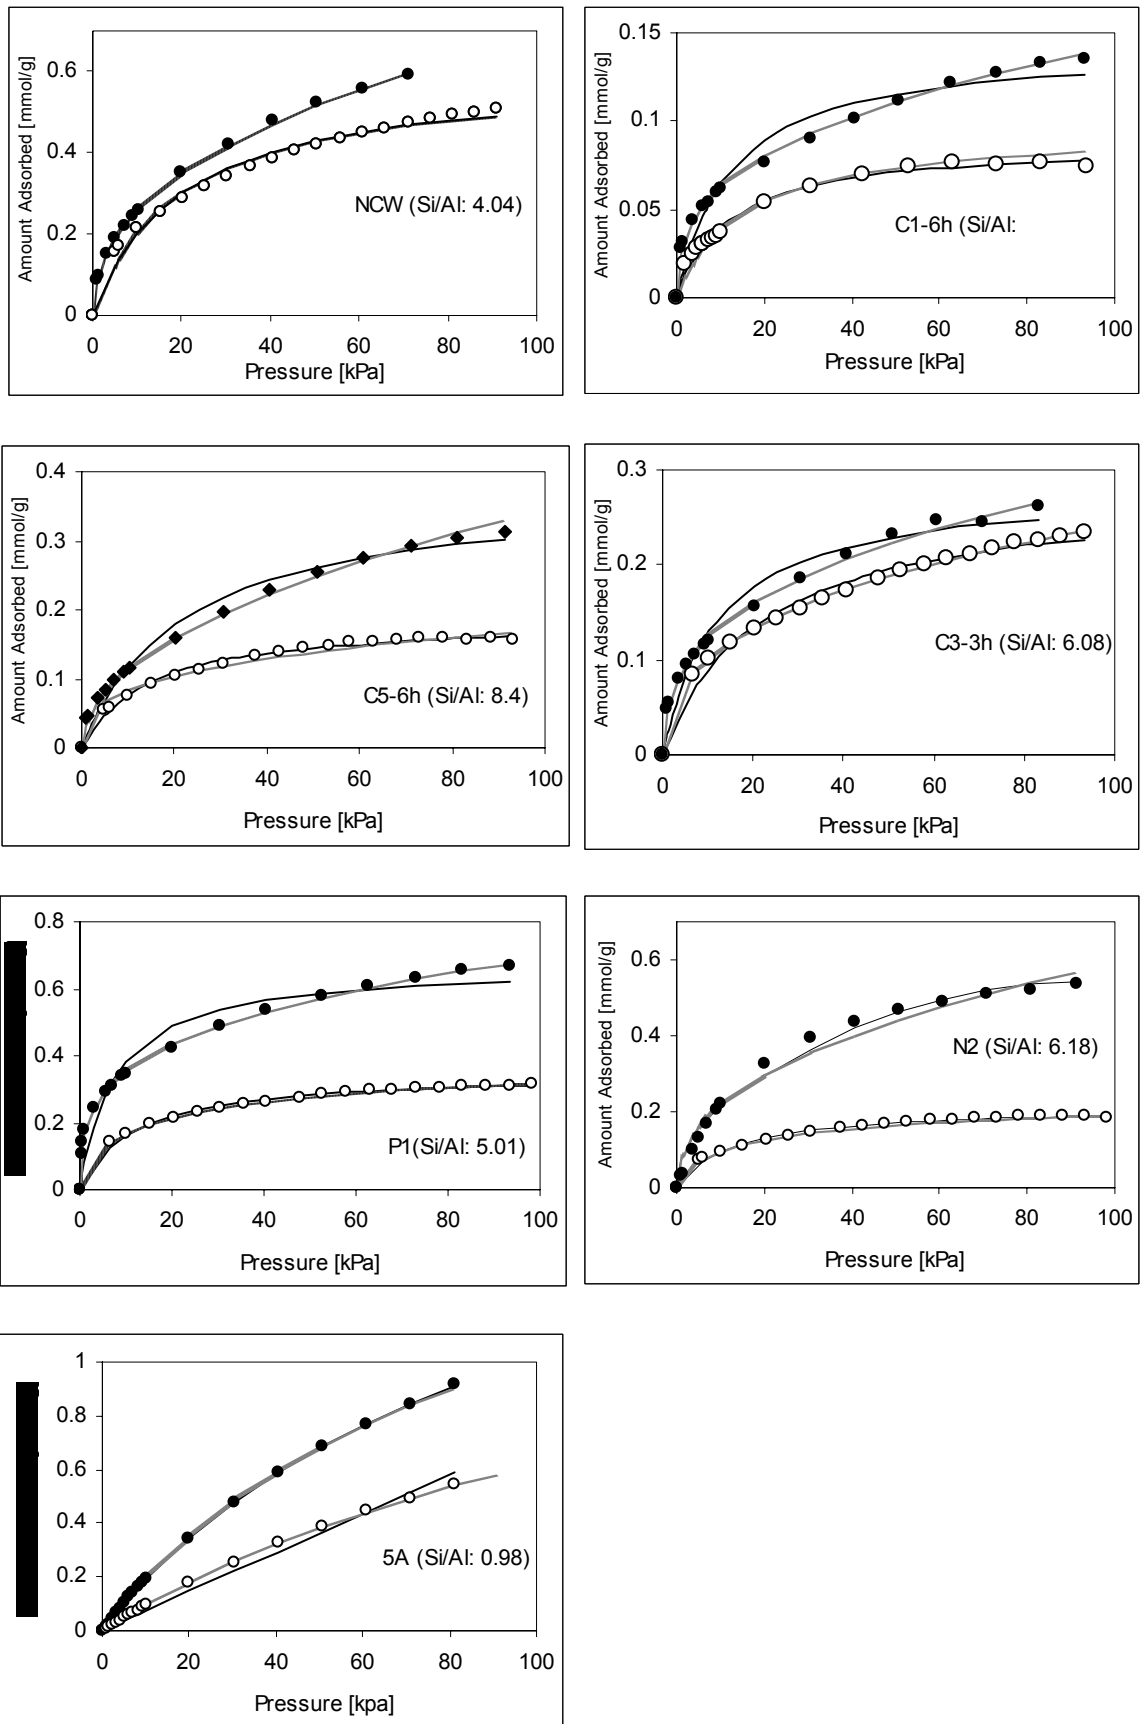 Amount Adsorbed [mmol/g]
0.6
0.4
0.2
0
0 20 40 60 80 100
Pressure [kPa]
NCW (Si/Al: 4.04)
Amount Adsorbed [mmol/g]
0.15
0.1
0.05
0
0 20 40 60 80 100
Pressure [kPa]
C1-6h (Si/Al:
Amount Adsorbed [mmol/g]
0.4
0.3
0.2
0.1
0
0 20 40 60 80 100
Pressure [kPa]
C5-6h (Si/Al: 8.4)
Amount Adsorbed [mmol/g]
0.3
0.2
0.1
0
0 20 40 60 80 100
Pressure [kPa]
C3-3h (Si/Al: 6.08)
0.8
0.6
0.4
0.2
0
0 20 40 60 80 100
Pressure [kPa]
P1(Si/Al: 5.01)
Amount Adsorbed [mmol/g]
0.6
0.4
0.2
0
0 20 40 60 80 100
Pressure [kPa]
N2 (Si/Al: 6.18)
1
0.8
0.6
0.4
0.2
0
0 20 40 60 80 100
Pressure [kpa]
5A (Si/Al: 0.98)